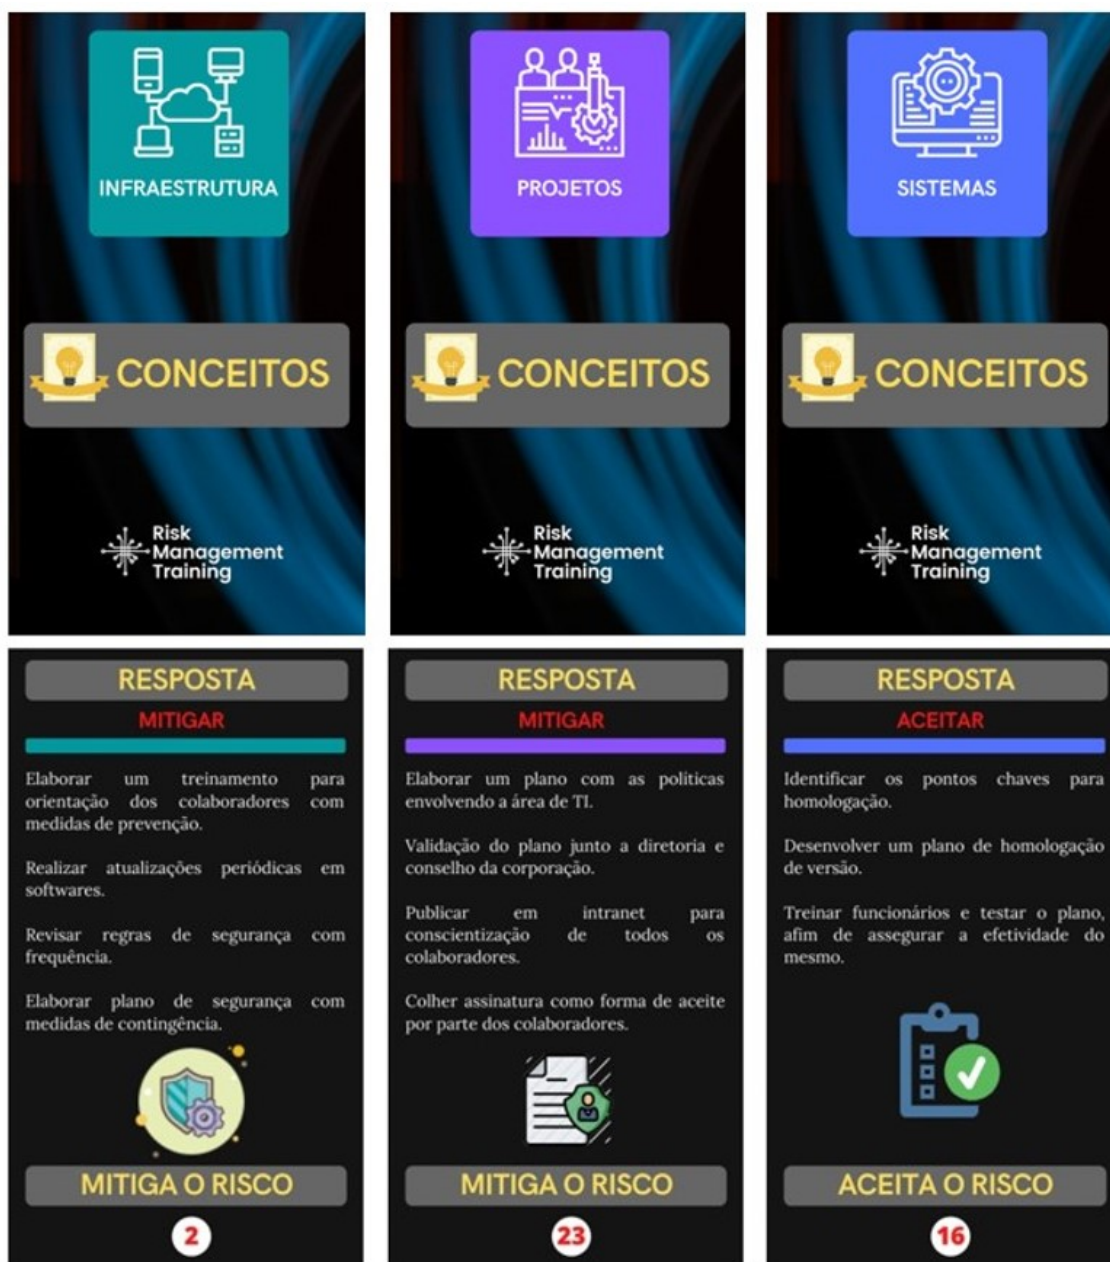 INFRAESTRUTURA
CONCEITOS
Risk
Management
Training
PROJETOS
CONCEITOS
Risk
Management
Training
SISTEMAS
CONCEITOS
Risk
Management
Training
RESPOSTA
MITIGAR
Elaborar um treinamento para
orientação dos colaboradores com
medidas de prevenção.
Realizar atualizações periódicas em
softwares.
Revisar regras de segurança com
frequência.
Elaborar plano de segurança com
medidas de contingência.
MITIGA O RISCO
2
RESPOSTA
MITIGAR
Elaborar um plano com as políticas
envolvendo a área de TI.
Validação do plano junto a diretoria e
conselho da corporação.
Publicar em intranet para
conscientização de todos os
colaboradores.
Colher assinatura como forma de aceite
por parte dos colaboradores.
MITIGA O RISCO
23
RESPOSTA
ACEITAR
Identificar os pontos chaves para
homologação.
Desenvolver um plano de homologação
de versão.
Treinar funcionários e testar o plano,
afim de assegurar a efetividade do
mesmo.
ACEITA O RISCO
16